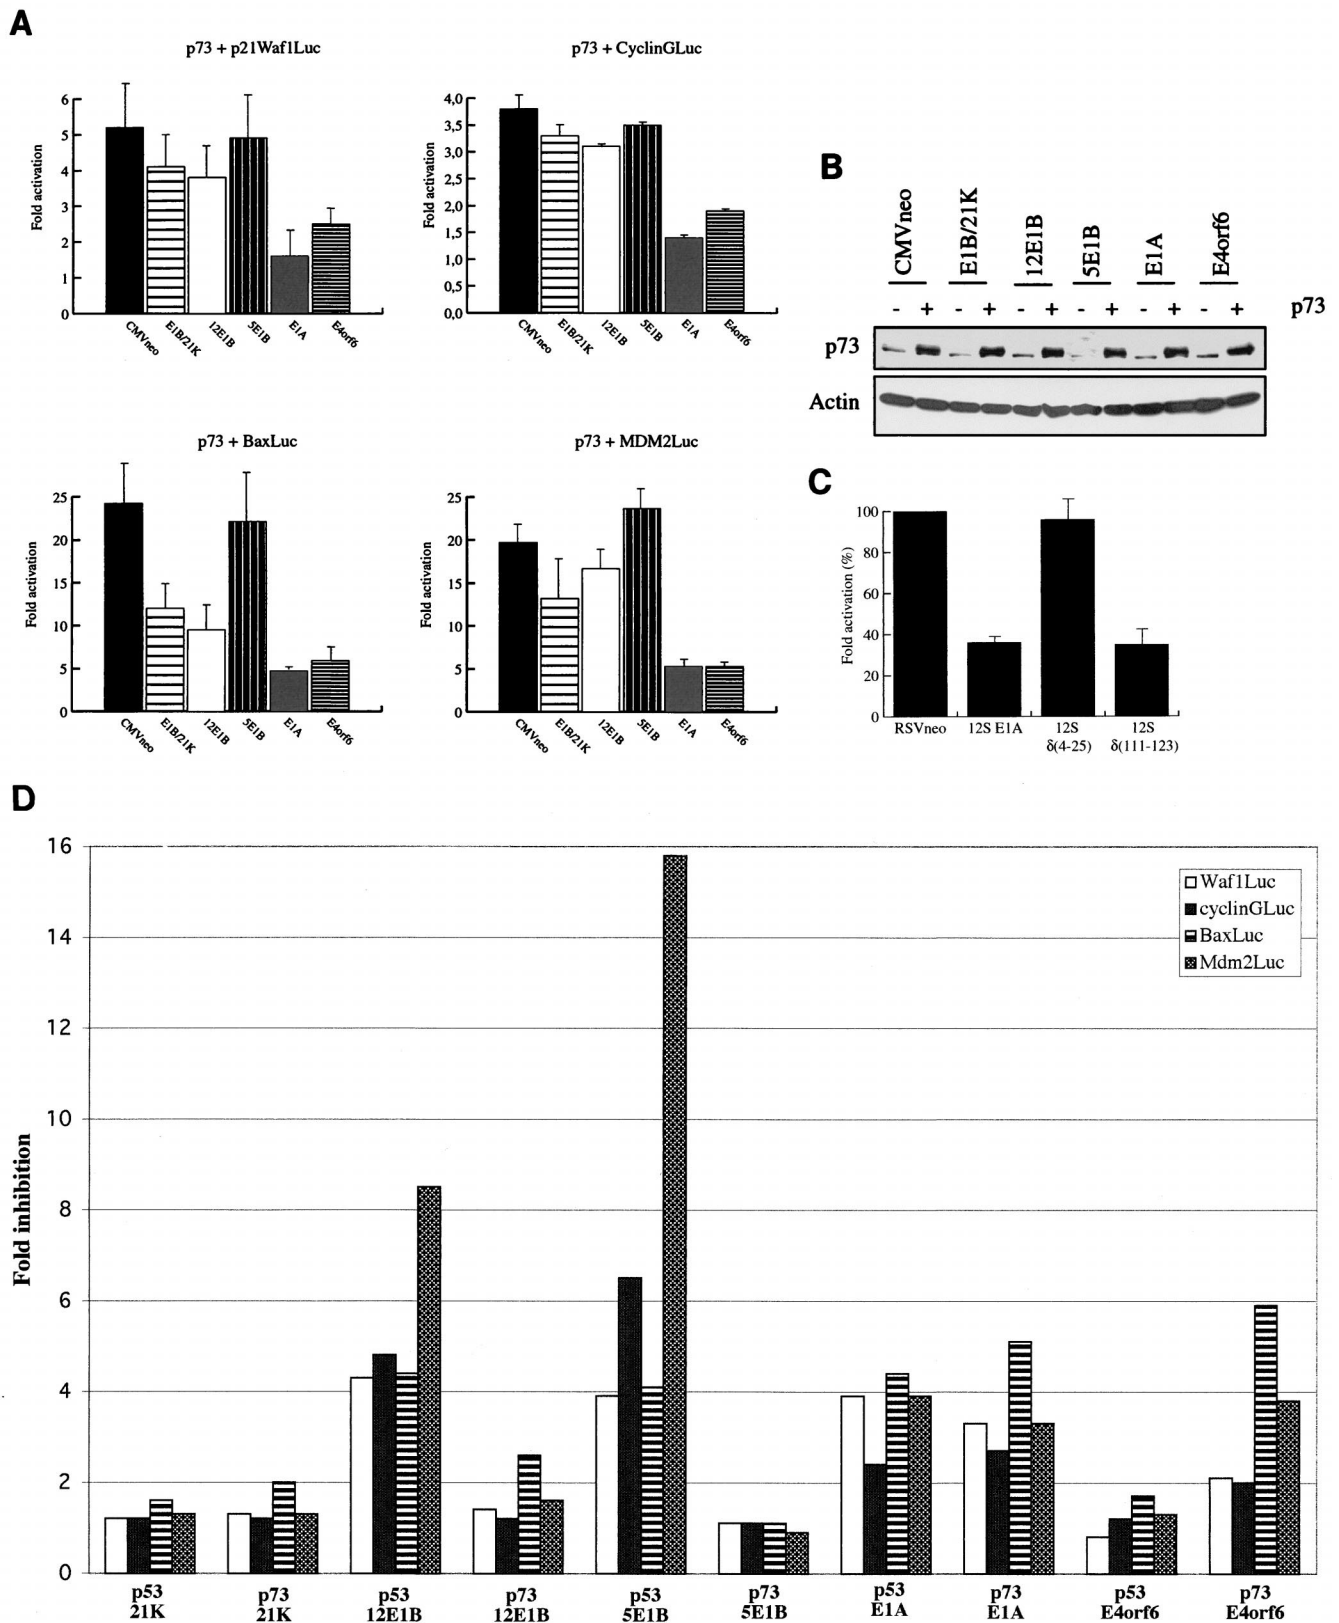 A
p73 + p21Waf1Luc
Fold activation
6
5
4
3
2
1
0
CMVneo
E1B/21K
12E1B
5E1B
E1A
E4orf6
p73 + CyclinGLuc
Fold activation
4,0
3,5
3,0
2,5
2,0
1,5
1,0
0,5
0,0
CMVneo
E1B/21K
12E1B
5E1B
E1A
E4orf6
p73 + BaxLuc
Fold activation
25
20
15
10
5
0
CMVneo
E1B/21K
12E1B
5E1B
E1A
E4orf6
p73 + MDM2Luc
Fold activation
25
20
15
10
5
0
CMVneo
E1B/21K
12E1B
5E1B
E1A
E4orf6
B
CMVneo
E1B/21K
12E1B
5E1B
E1A
E4orf6
- + - + - + - + - + - + p73
p73
Actin
C
Fold activation (%)
100
80
60
40
20
0
RSVneo
12S E1A
12S
δ(4-25)
12S
δ(111-123)
D
Fold inhibition
16
14
12
10
8
6
4
2
0
Waf1Luc
cyclinGLuc
BaxLuc
Mdm2Luc
p53
21K
p73
21K
p53
12E1B
p73
12E1B
p53
5E1B
p73
5E1B
p53
E1A
p73
E1A
p53
E4orf6
p73
E4orf6